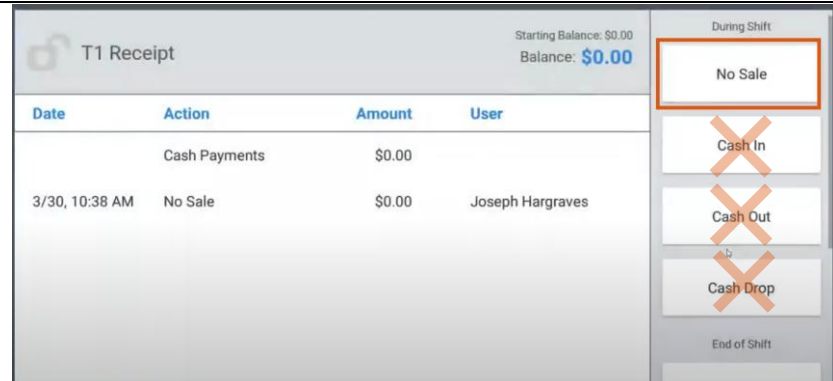 T1 Receipt
Starting Balance: $0.00
Balance: $0.00
Date Action Amount User
Cash Payments $0.00
3/30, 10:38 AM No Sale $0.00 Joseph Hargraves
During Shift
No Sale
Cash In
Cash Out
Cash Drop
End of Shift